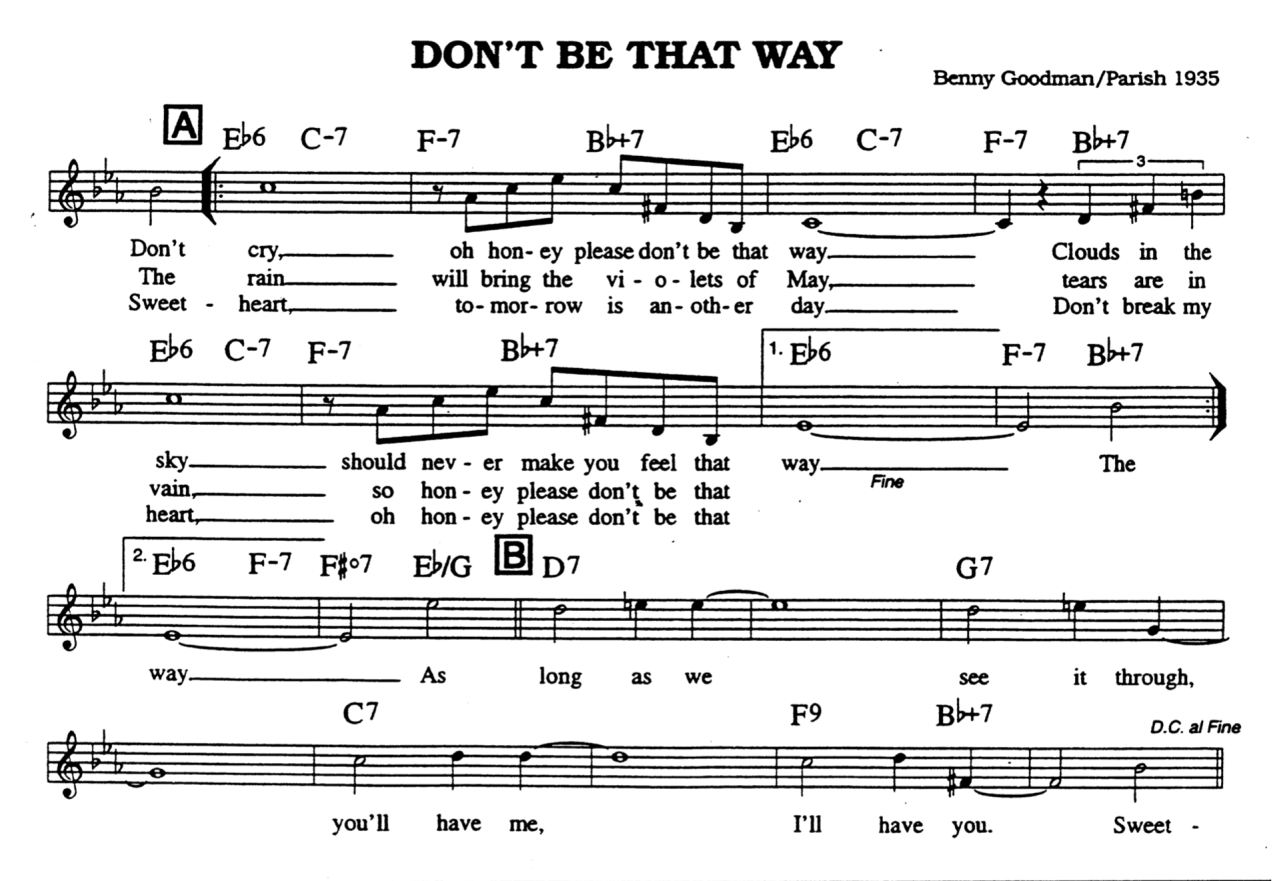 DON'T BE THAT WAY
Benny Goodman/Parish 1935
A
E♭6 C-7 F-7 B♭+7 E♭6 C-7 F-7 B♭+7
3
Don't cry, oh hon- ey please don't be that way. Clouds in the
The rain will bring the vi - o - lets of May, tears are in
Sweet - heart, to- mor- row is an- oth- er day. Don't break my
E♭6 C-7 F-7 B♭+7 1. E♭6 F-7 B♭+7
sky should nev - er make you feel that way. The
Fine
vain, so hon - ey please don't be that
heart, oh hon - ey please don't be that
2. E♭6 F-7 F#°7 E♭/G B D7 G7
way. As long as we see it through,
C7 F9 B♭+7 D.C. al Fine
you'll have me, I'll have you. Sweet -